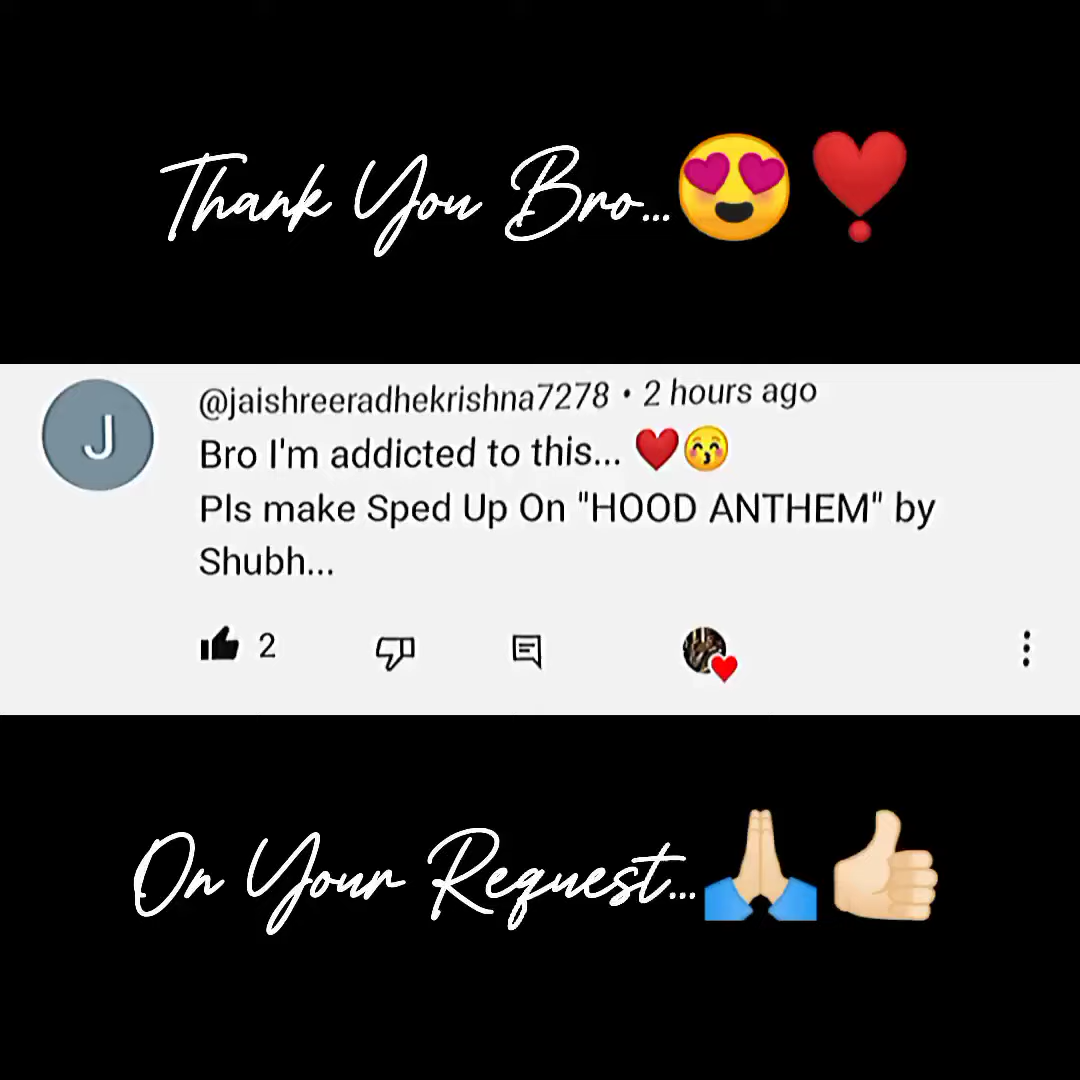 Thank You Bro...😍❣️
J
@jaishreeradhekrishna7278 • 2 hours ago
Bro I'm addicted to this... ❤️😚
Pls make Sped Up On "HOOD ANTHEM" by
Shubh...
2
On Your Request...🙏🏻👍🏻